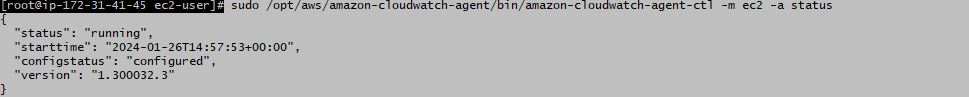 [root@ip-172-31-41-45 ec2-user]# sudo /opt/aws/amazon-cloudwatch-agent/bin/amazon-cloudwatch-agent-ctl -m ec2 -a status
{
  "status": "running",
  "starttime": "2024-01-26T14:57:53+00:00",
  "configstatus": "configured",
  "version": "1.300032.3"
}